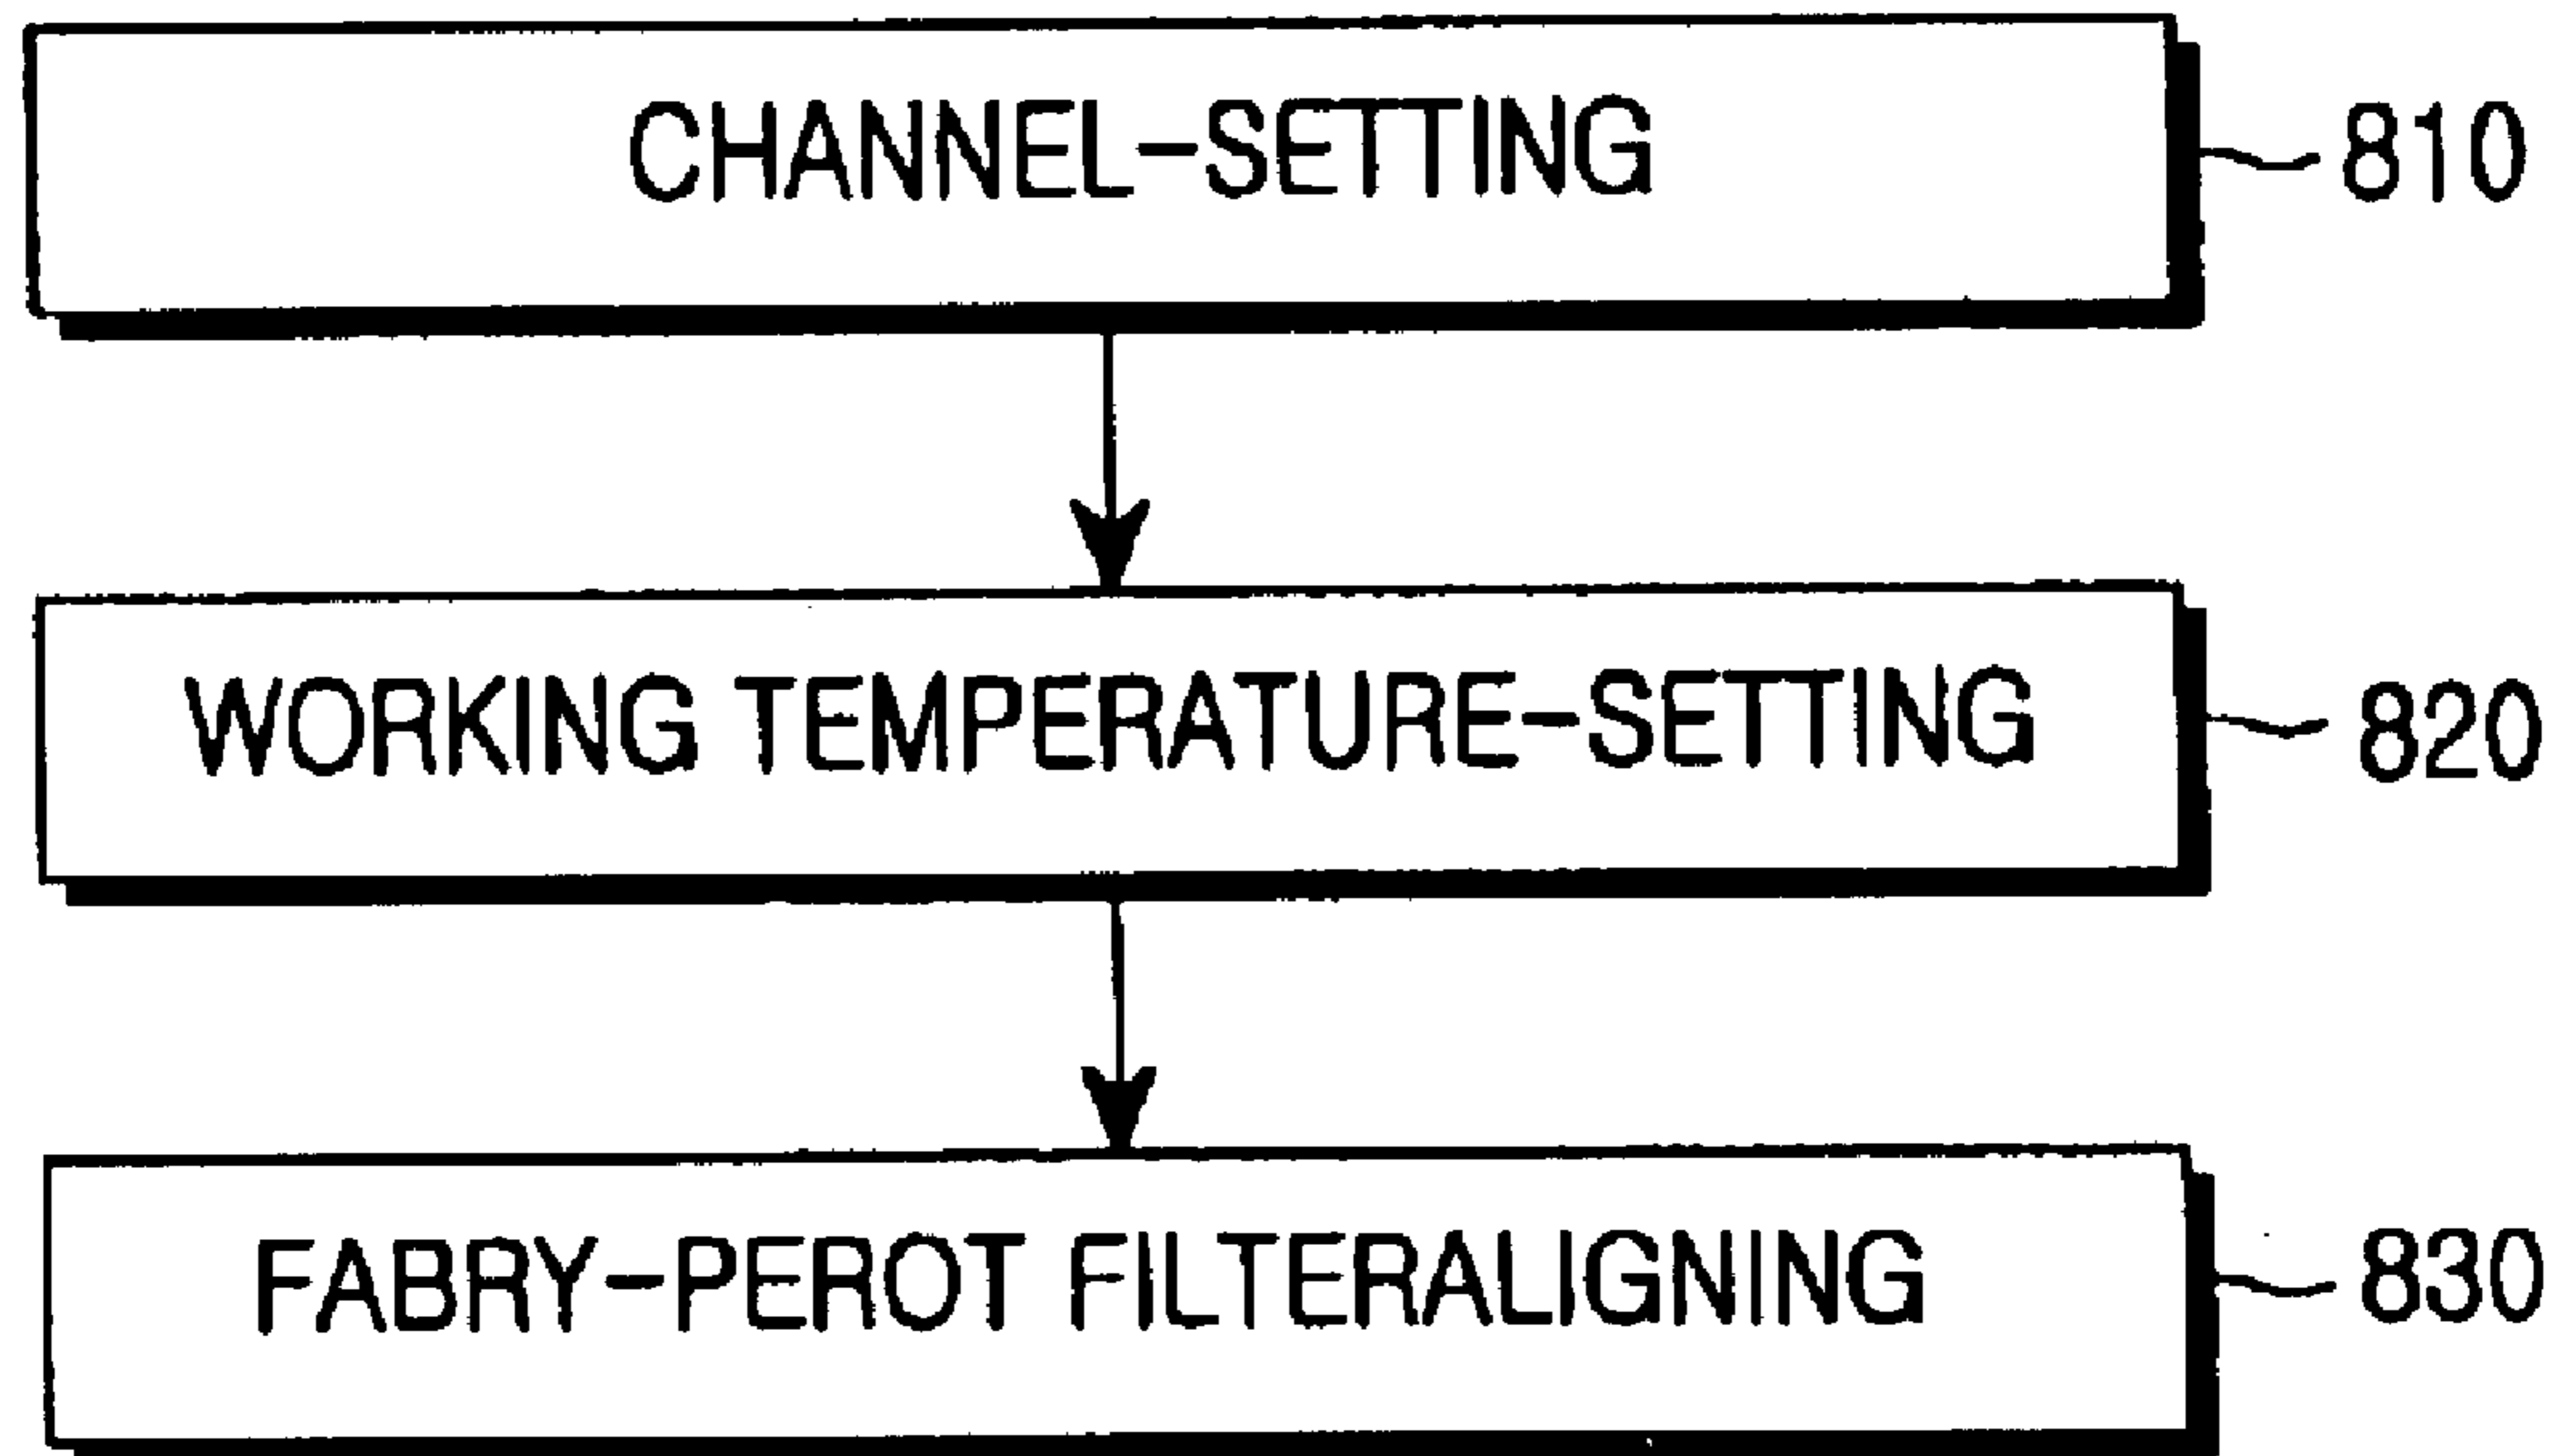 CHANNEL-SETTING 810
WORKING TEMPERATURE-SETTING 820
FABRY-PEROT FILTERALIGNING 830